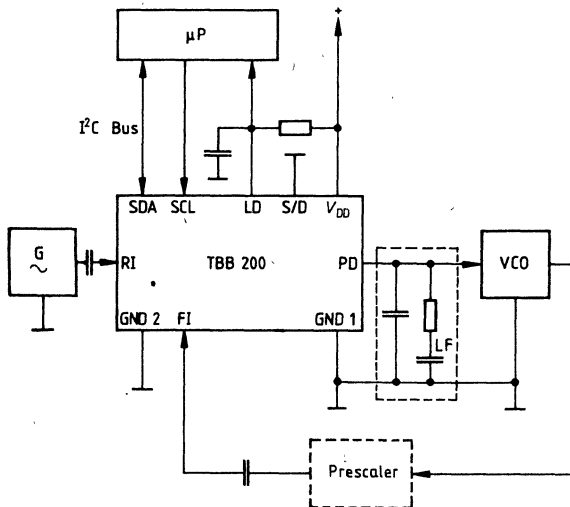 +
µP
I²C Bus
SDA SCL LD S/D V_DD
G
~
RI
TBB 200
PD
VCO
GND 2 FI GND 1
LF
Prescaler